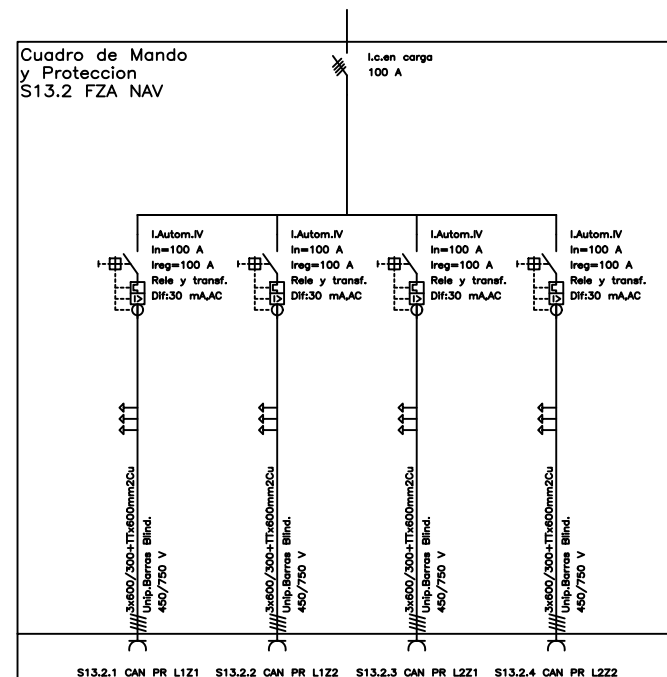 Cuadro de Mando
y Proteccion
S13.2 FZA NAV
I.c.en carga
100 A
I.Autom.IV
In=100 A
Ireg=100 A
Rele y transf.
Dif:30 mA,AC
I.Autom.IV
In=100 A
Ireg=100 A
Rele y transf.
Dif:30 mA,AC
I.Autom.IV
In=100 A
Ireg=100 A
Rele y transf.
Dif:30 mA,AC
I.Autom.IV
In=100 A
Ireg=100 A
Rele y transf.
Dif:30 mA,AC
3x600/300+TTx600mm2Cu
Unip.Barras Blind.
450/750 V
3x600/300+TTx600mm2Cu
Unip.Barras Blind.
450/750 V
3x600/300+TTx600mm2Cu
Unip.Barras Blind.
450/750 V
3x600/300+TTx600mm2Cu
Unip.Barras Blind.
450/750 V
S13.2.1 CAN PR L1Z1
S13.2.2 CAN PR L1Z2
S13.2.3 CAN PR L2Z1
S13.2.4 CAN PR L2Z2